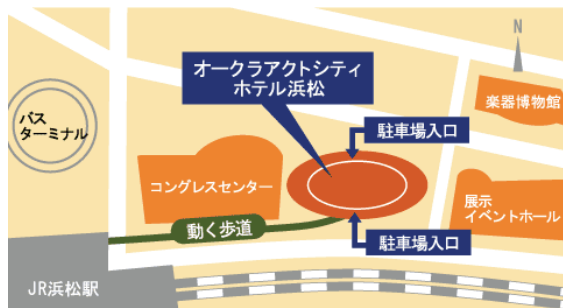 N
オークラアクトシティ
ホテル浜松
楽器博物館
バス
ターミナル
駐車場入口
コングレスセンター
展示
イベントホール
動く歩道
駐車場入口
JR浜松駅